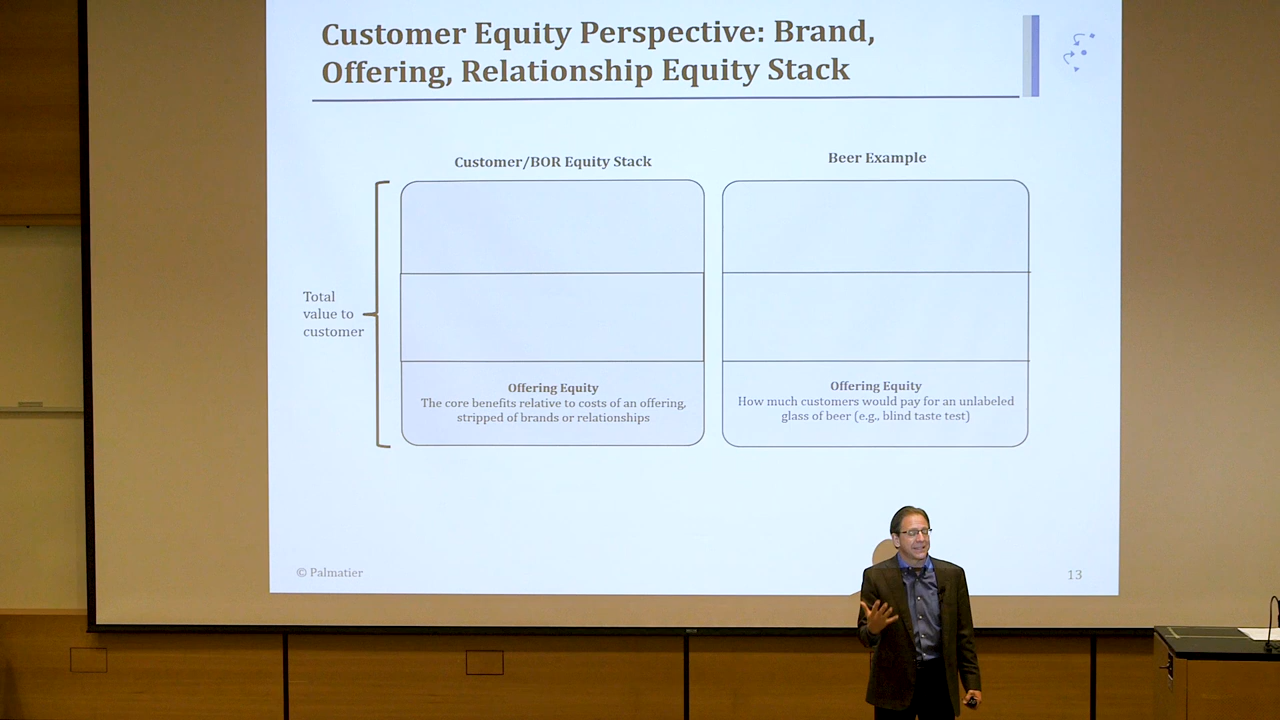 Customer Equity Perspective: Brand,
Offering, Relationship Equity Stack
Customer/BOR Equity Stack
Beer Example
Total
value to
customer
Offering Equity
The core benefits relative to costs of an offering,
stripped of brands or relationships
Offering Equity
How much customers would pay for an unlabeled
glass of beer (e.g., blind taste test)
© Palmatier
13